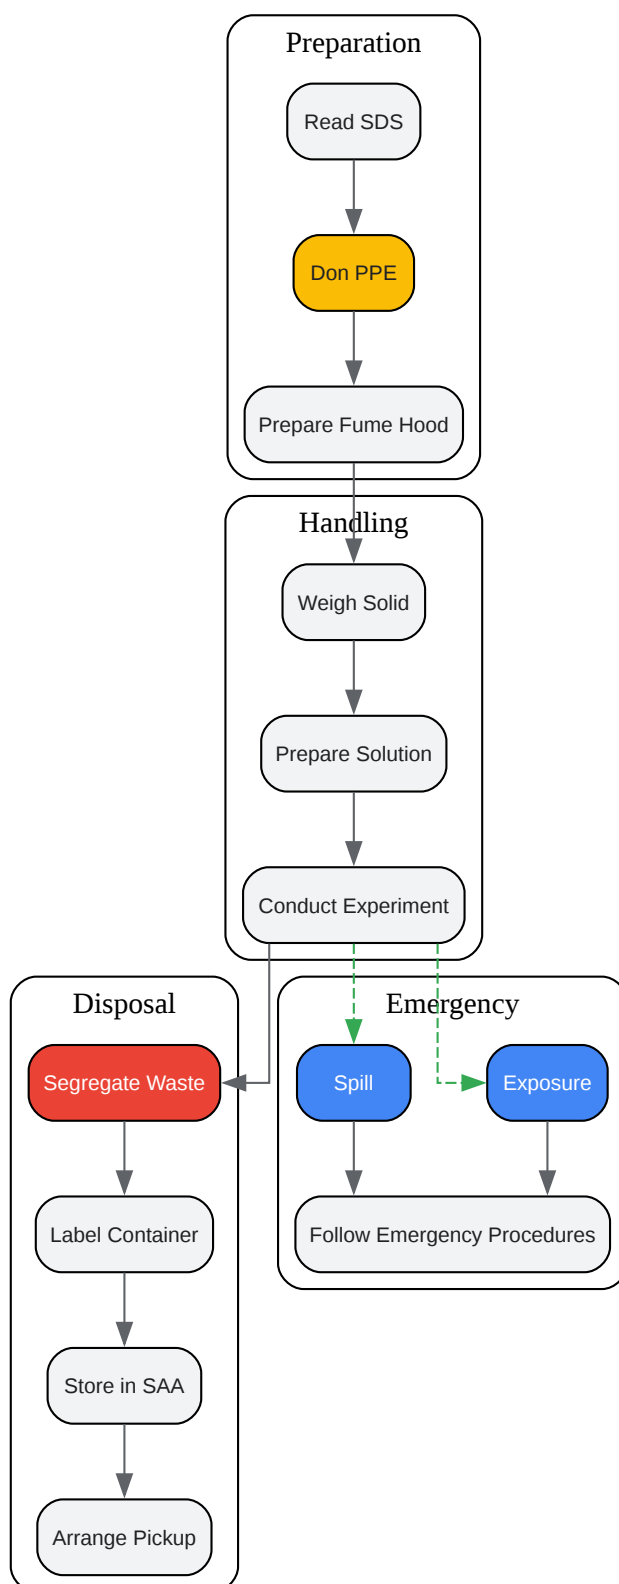 Preparation
Read SDS
Don PPE
Prepare Fume Hood
Handling
Weigh Solid
Prepare Solution
Conduct Experiment
Disposal
Segregate Waste
Label Container
Store in SAA
Arrange Pickup
Emergency
Spill
Exposure
Follow Emergency Procedures